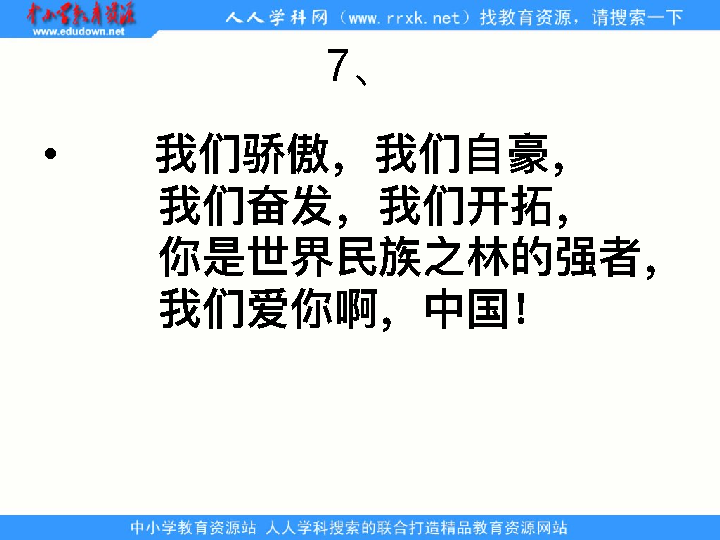 中小学教育资源
www.edudown.net
人人学科网（www.rrxk.net）找教育资源，请搜索一下
7、
• 我们骄傲，我们自豪，
我们奋发，我们开拓，
你是世界民族之林的强者，
我们爱你啊，中国！
中小学教育资源站 人人学科搜索的联合打造精品教育资源网站